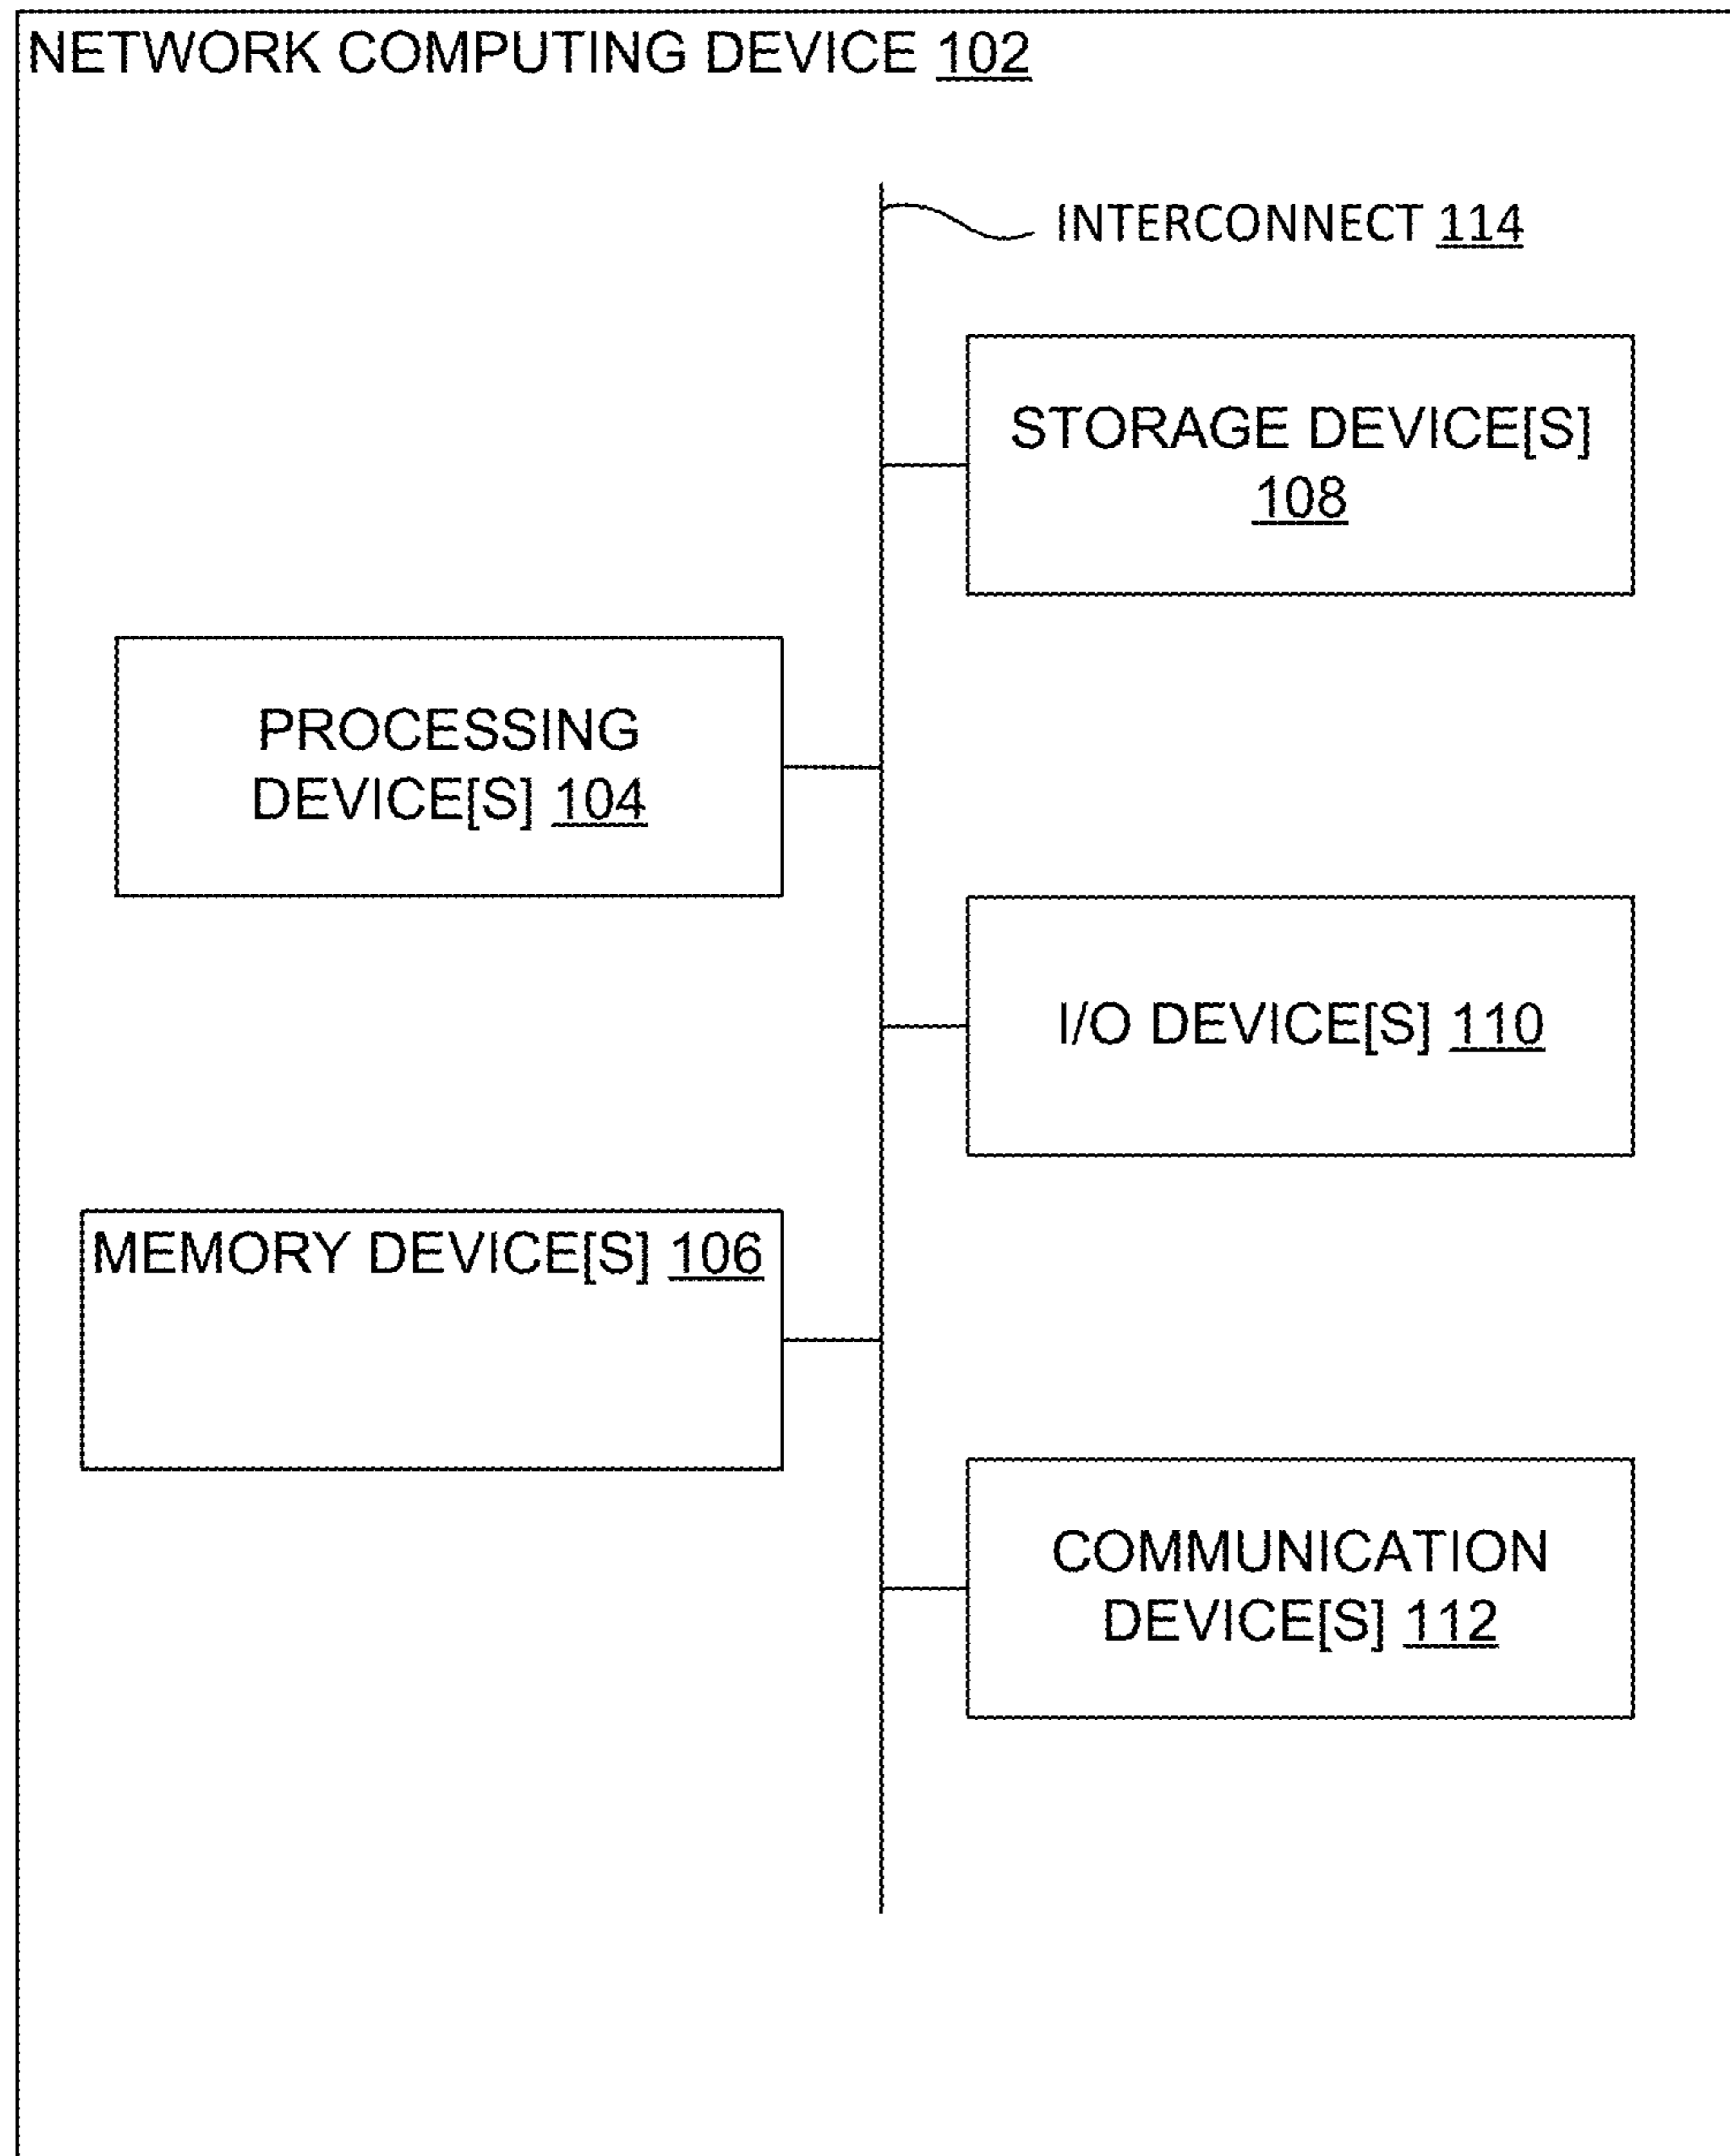 NETWORK COMPUTING DEVICE 102
INTERCONNECT 114
STORAGE DEVICE[S]
108
PROCESSING
DEVICE[S] 104
I/O DEVICE[S] 110
MEMORY DEVICE[S] 106
COMMUNICATION
DEVICE[S] 112